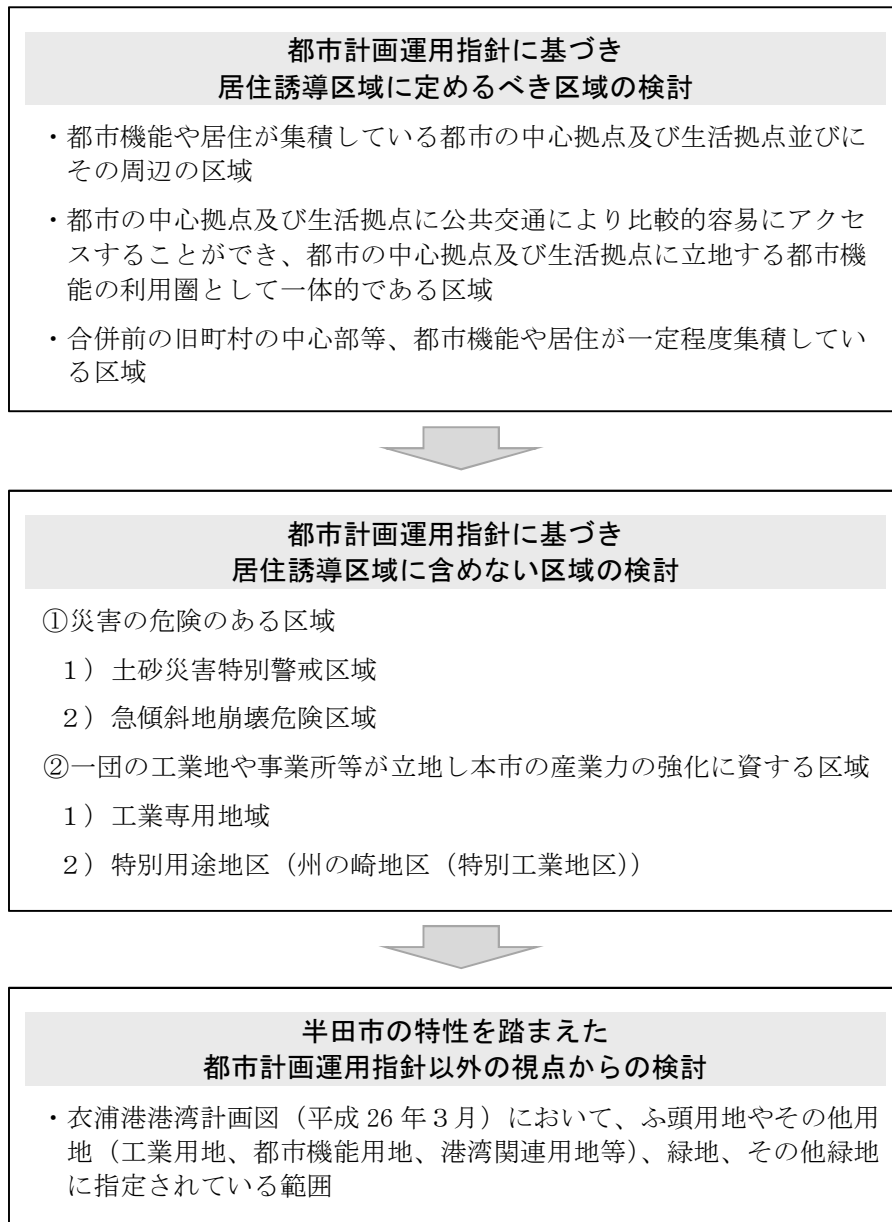 都市計画運用指針に基づき
居住誘導区域に定めるべき区域の検討
・都市機能や居住が集積している都市の中心拠点及び生活拠点並びに
その周辺の区域
・都市の中心拠点及び生活拠点に公共交通により比較的容易にアクセ
スすることができ、都市の中心拠点及び生活拠点に立地する都市機
能の利用圏として一体的である区域
・合併前の旧町村の中心部等、都市機能や居住が一定程度集積してい
る区域
都市計画運用指針に基づき
居住誘導区域に含めない区域の検討
①災害の危険のある区域
１）土砂災害特別警戒区域
２）急傾斜地崩壊危険区域
②一団の工業地や事業所等が立地し本市の産業力の強化に資する区域
１）工業専用地域
２）特別用途地区（州の崎地区（特別工業地区））
半田市の特性を踏まえた
都市計画運用指針以外の視点からの検討
・衣浦港港湾計画図（平成 26 年３月）において、ふ頭用地やその他用
地（工業用地、都市機能用地、港湾関連用地等）、緑地、その他緑地
に指定されている範囲